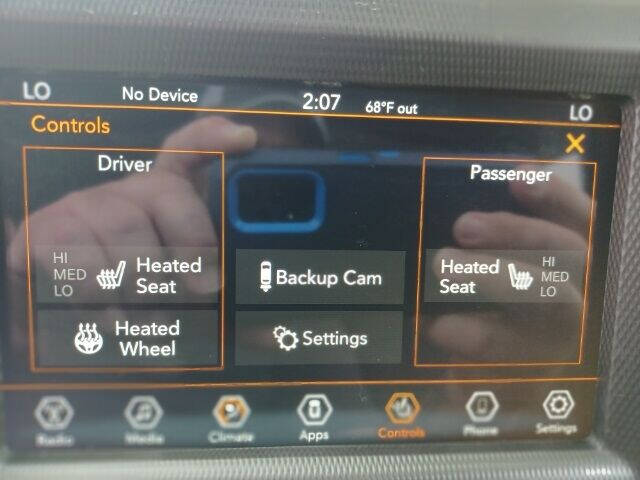 LO No Device 2:07 68°F out LO
Controls
Driver
Passenger
HI
MED
LO
Heated
Seat
Backup Cam
Heated
Seat
HI
MED
LO
Heated
Wheel
Settings
Radio Media Climate Apps Controls Phone Settings